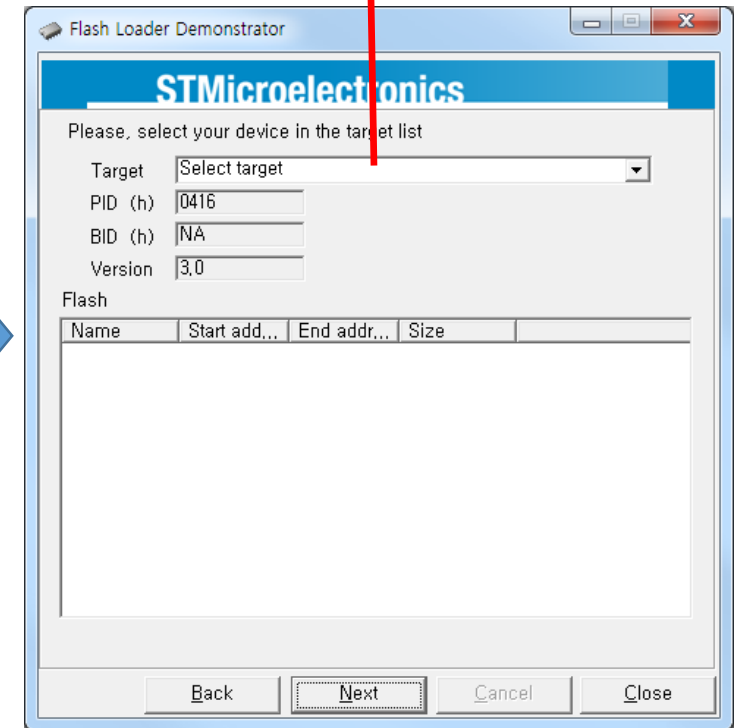 Flash Loader Demonstrator
STMicroelectronics
Please, select your device in the target list
Target Select target
PID (h) 0416
BID (h) NA
Version 3,0
Flash
Name Start add,,, End addr,,, Size
Back Next Cancel Close